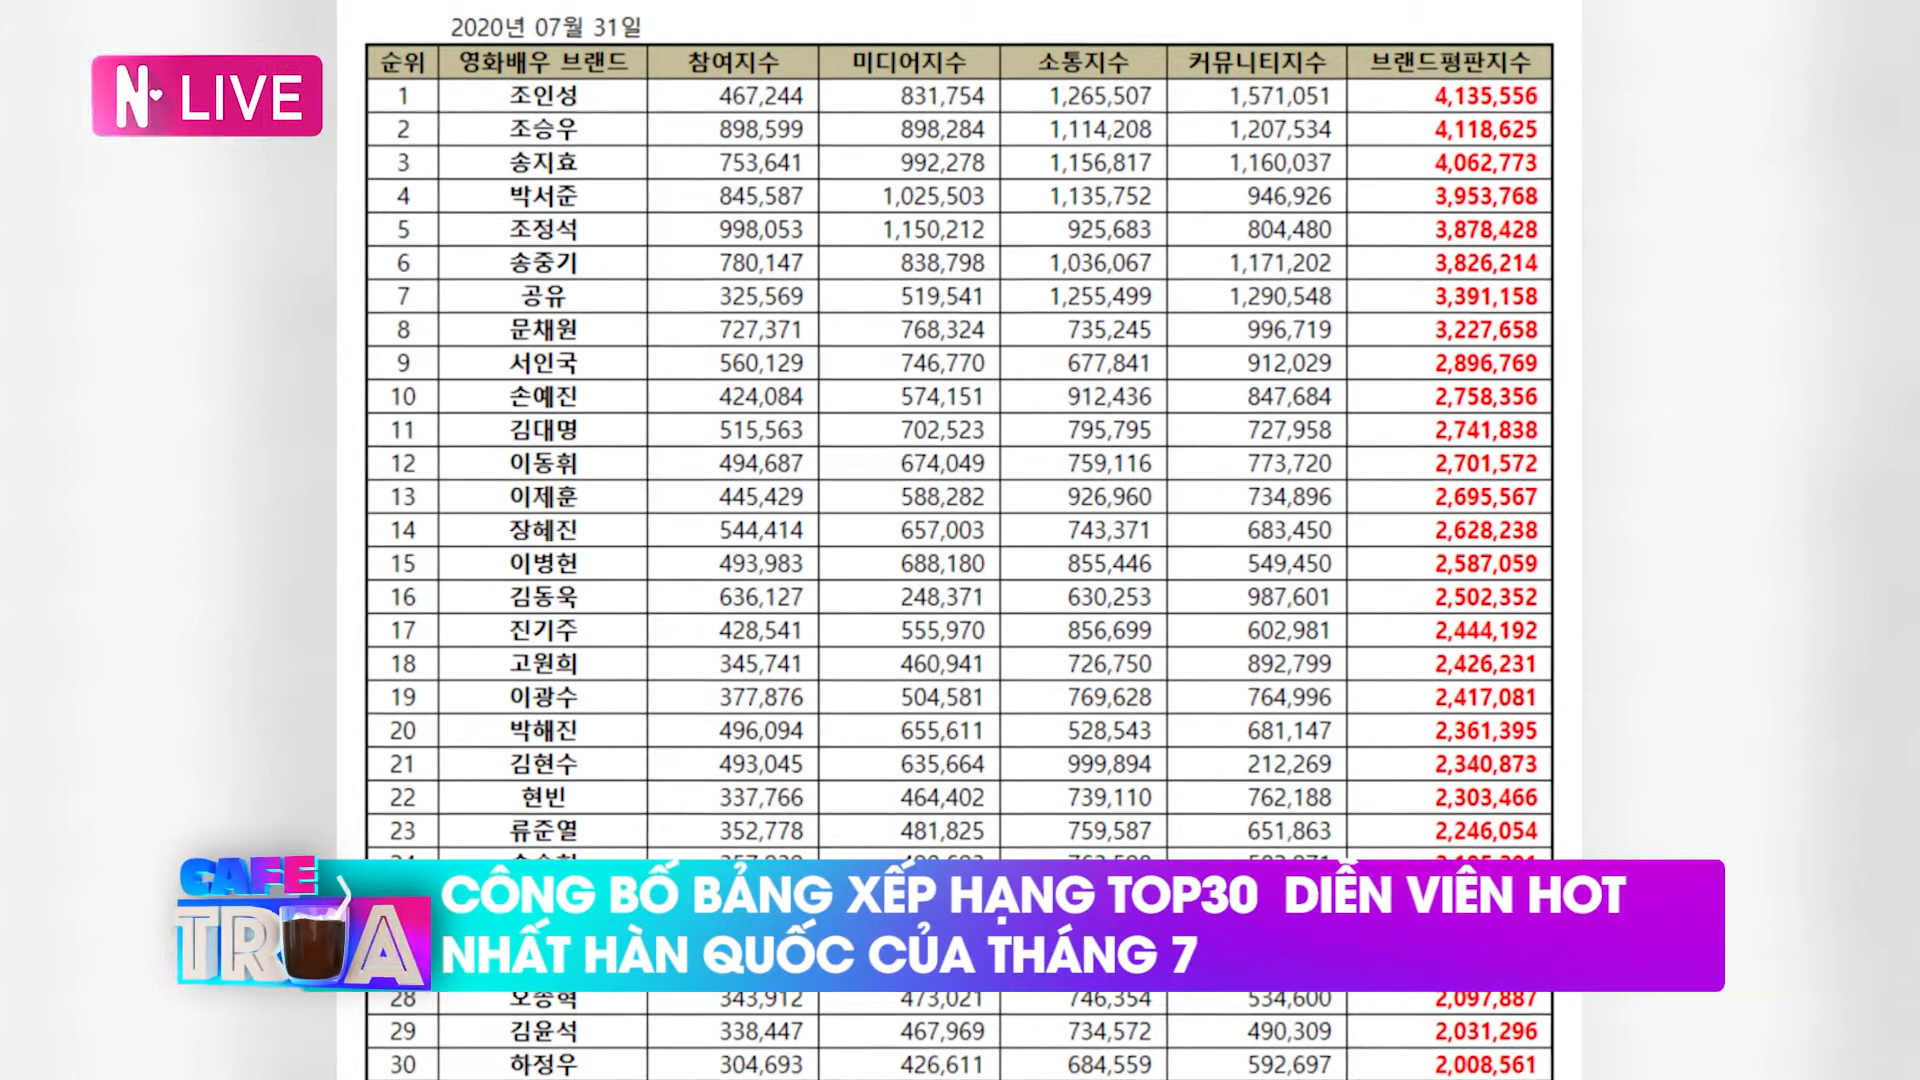 2020년 07월 31일
N LIVE
순위 영화배우 브랜드 참여지수 미디어지수 소통지수 커뮤니티지수 브랜드평판지수
1 조인성 467,244 831,754 1,265,507 1,571,051 4,135,556
2 조승우 898,599 898,284 1,114,208 1,207,534 4,118,625
3 송지효 753,641 992,278 1,156,817 1,160,037 4,062,773
4 박서준 845,587 1,025,503 1,135,752 946,926 3,953,768
5 조정석 998,053 1,150,212 925,683 804,480 3,878,428
6 송중기 780,147 838,798 1,036,067 1,171,202 3,826,214
7 공유 325,569 519,541 1,255,499 1,290,548 3,391,158
8 문채원 727,371 768,324 735,245 996,719 3,227,658
9 서인국 560,129 746,770 677,841 912,029 2,896,769
10 손예진 424,084 574,151 912,436 847,684 2,758,356
11 김대명 515,563 702,523 795,795 727,958 2,741,838
12 이동휘 494,687 674,049 759,116 773,720 2,701,572
13 이제훈 445,429 588,282 926,960 734,896 2,695,567
14 장혜진 544,414 657,003 743,371 683,450 2,628,238
15 이병헌 493,983 688,180 855,446 549,450 2,587,059
16 김동욱 636,127 248,371 630,253 987,601 2,502,352
17 진기주 428,541 555,970 856,699 602,981 2,444,192
18 고원희 345,741 460,941 726,750 892,799 2,426,231
19 이광수 377,876 504,581 769,628 764,996 2,417,081
20 박해진 496,094 655,611 528,543 681,147 2,361,395
21 김현수 493,045 635,664 999,894 212,269 2,340,873
22 현빈 337,766 464,402 739,110 762,188 2,303,466
23 류준열 352,778 481,825 759,587 651,863 2,246,054
CAFE TRƯA
CÔNG BỐ BẢNG XẾP HẠNG TOP30 DIỄN VIÊN HOT
NHẤT HÀN QUỐC CỦA THÁNG 7
28 343,912 473,021 746,354 534,600 2,097,887
29 김윤석 338,447 467,969 734,572 490,309 2,031,296
30 하정우 304,693 426,611 684,559 592,697 2,008,561